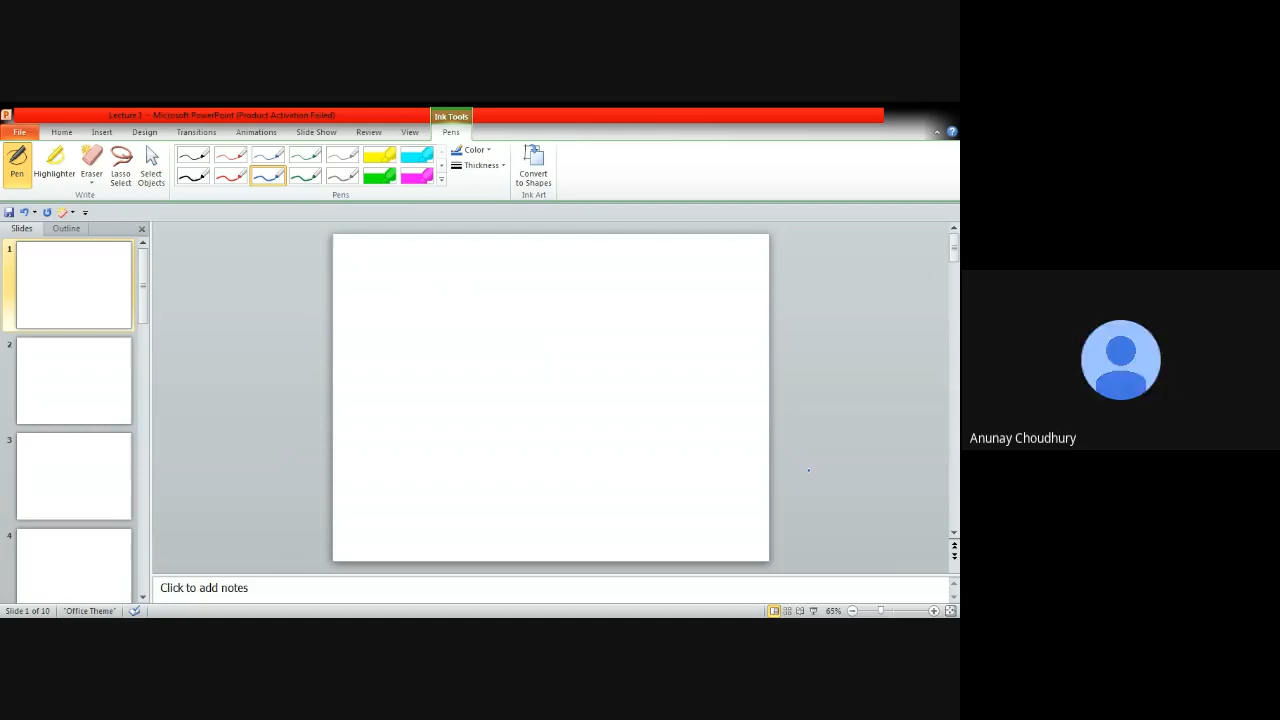 Lecture 3 - Microsoft PowerPoint (Product Activation Failed)
Ink Tools
File Home Insert Design Transitions Animations Slide Show Review View Pens
Pen Highlighter Eraser Lasso Select Select Objects
Color
Thickness
Convert to Shapes
Write Pens Ink Art
Slides Outline
1
2
3
4
Click to add notes
Slide 1 of 10 "Office Theme" 65%
Anunay Choudhury